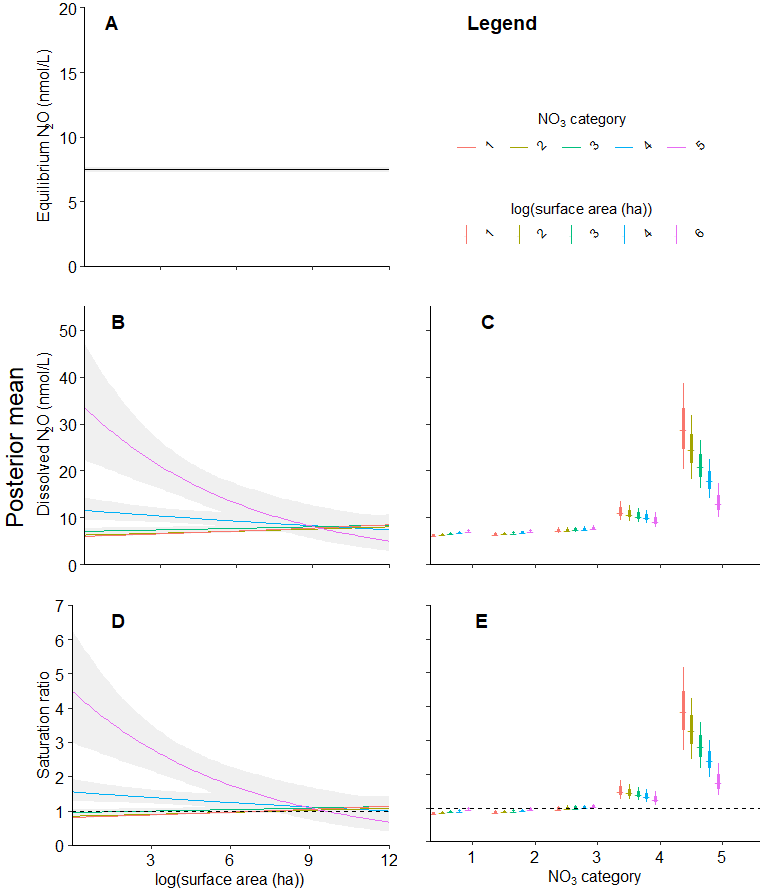 A
Equilibrium N2O (nmol/L)
20
15
10
5
0
Legend
NO3 category
1 2 3 4 5
log(surface area (ha))
1 2 3 4 6
Posterior mean
B
Dissolved N2O (nmol/L)
50
40
30
20
10
0
C
D
Saturation ratio
7
6
5
4
3
2
1
0
3 6 9 12
log(surface area (ha))
E
1 2 3 4 5
NO3 category